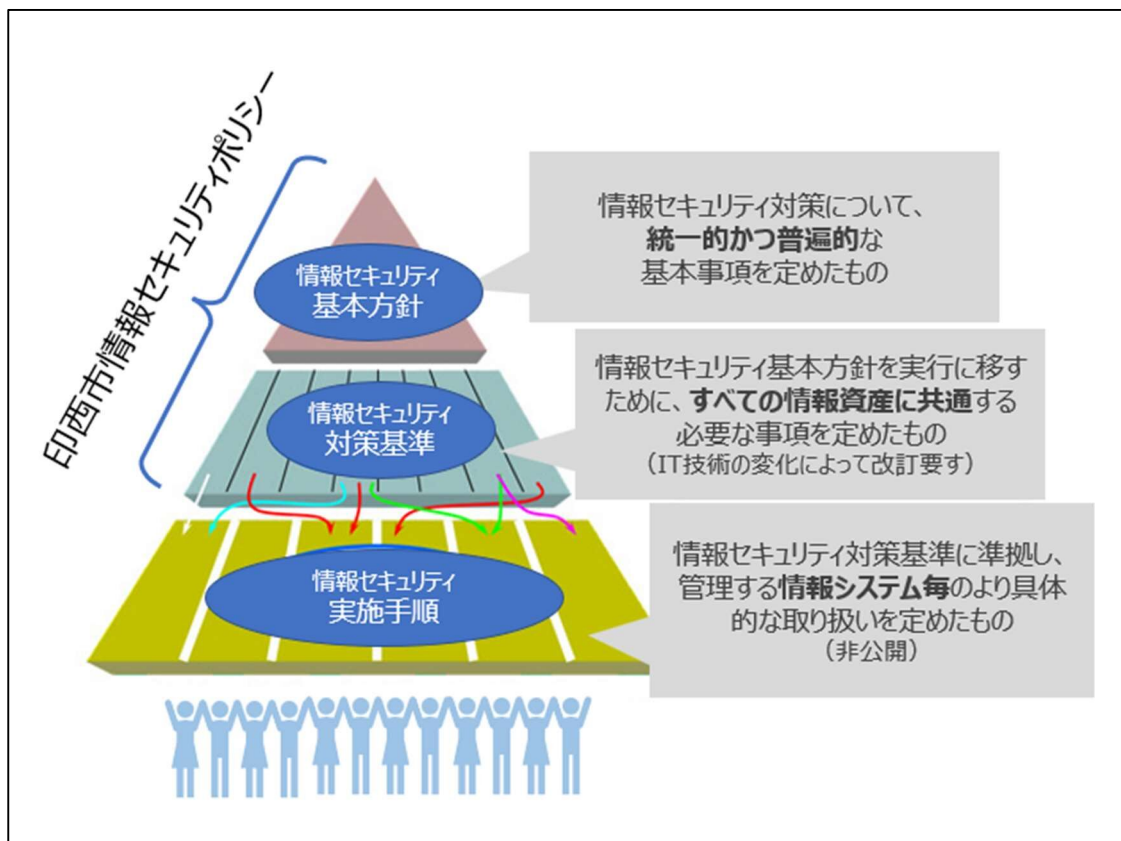 印西市情報セキュリティポリシー
情報セキュリティ
基本方針
情報セキュリティ対策について、
統一的かつ普遍的な
基本事項を定めたもの
情報セキュリティ
対策基準
情報セキュリティ基本方針を実行に移す
ために、すべての情報資産に共通する
必要な事項を定めたもの
（IT技術の変化によって改訂要す）
情報セキュリティ
実施手順
情報セキュリティ対策基準に準拠し、
管理する情報システム毎のより具体
的な取り扱いを定めたもの
（非公開）